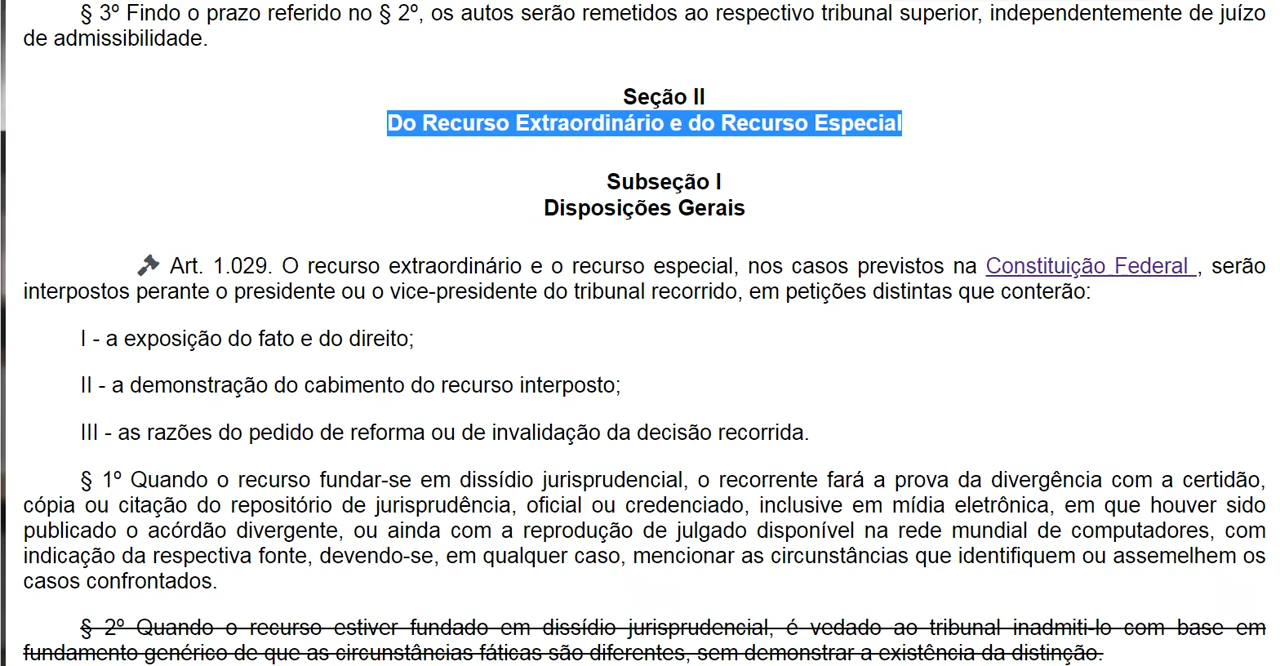 § 3º Findo o prazo referido no § 2º, os autos serão remetidos ao respectivo tribunal superior, independentemente de juízo
de admissibilidade.
Seção II
Do Recurso Extraordinário e do Recurso Especial
Subseção I
Disposições Gerais
Art. 1.029. O recurso extraordinário e o recurso especial, nos casos previstos na Constituição Federal , serão
interpostos perante o presidente ou o vice-presidente do tribunal recorrido, em petições distintas que conterão:
I - a exposição do fato e do direito;
II - a demonstração do cabimento do recurso interposto;
III - as razões do pedido de reforma ou de invalidação da decisão recorrida.
§ 1º Quando o recurso fundar-se em dissídio jurisprudencial, o recorrente fará a prova da divergência com a certidão,
cópia ou citação do repositório de jurisprudência, oficial ou credenciado, inclusive em mídia eletrônica, em que houver sido
publicado o acórdão divergente, ou ainda com a reprodução de julgado disponível na rede mundial de computadores, com
indicação da respectiva fonte, devendo-se, em qualquer caso, mencionar as circunstâncias que identifiquem ou assemelhem os
casos confrontados.
§ 2º Quando o recurso estiver fundado em dissídio jurisprudencial, é vedado ao tribunal inadmiti-lo com base em
fundamento genérico de que as circunstâncias fáticas são diferentes, sem demonstrar a existência da distinção.